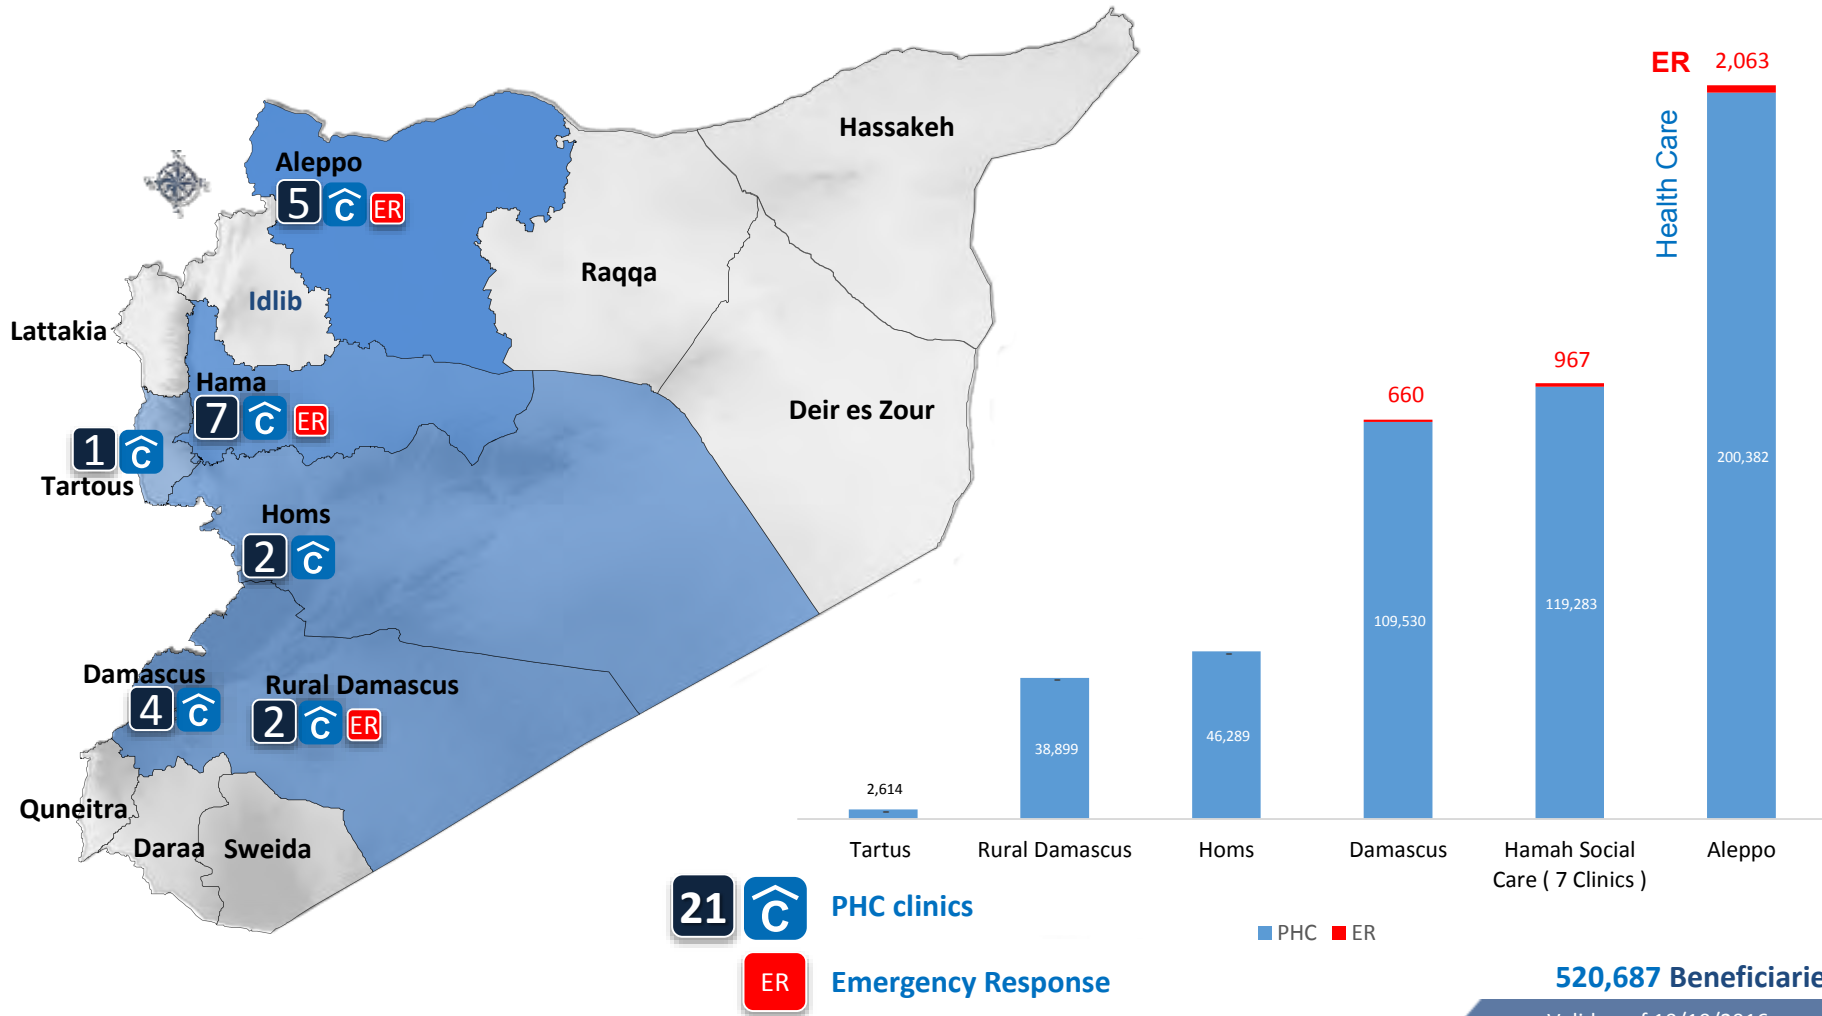 Aleppo
5 C ER
Hassakeh
Raqqa
Idlib
Lattakia
Hama
7 C ER
Deir es Zour
1 C
Tartous
Homs
2 C
Damascus
4 C
Rural Damascus
2 C ER
Quneitra
Daraa
Sweida
ER 2,063
Health Care
967
660
200,382
119,283
109,530
46,289
38,899
2,614
Tartus
Rural Damascus
Homs
Damascus
Hamah Social
Care ( 7 Clinics )
Aleppo
21 C PHC clinics
ER Emergency Response
PHC ER
520,687 Beneficiarie